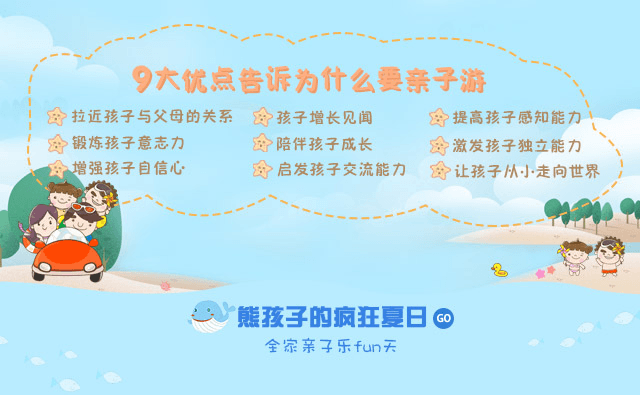 9大优点告诉为什么要亲子游
拉近孩子与父母的关系 孩子增长见闻 提高孩子感知能力
锻炼孩子意志力 陪伴孩子成长 激发孩子独立能力
增强孩子自信心 启发孩子交流能力 让孩子从小走向世界
熊孩子的疯狂夏日 GO
全家亲子乐fun天